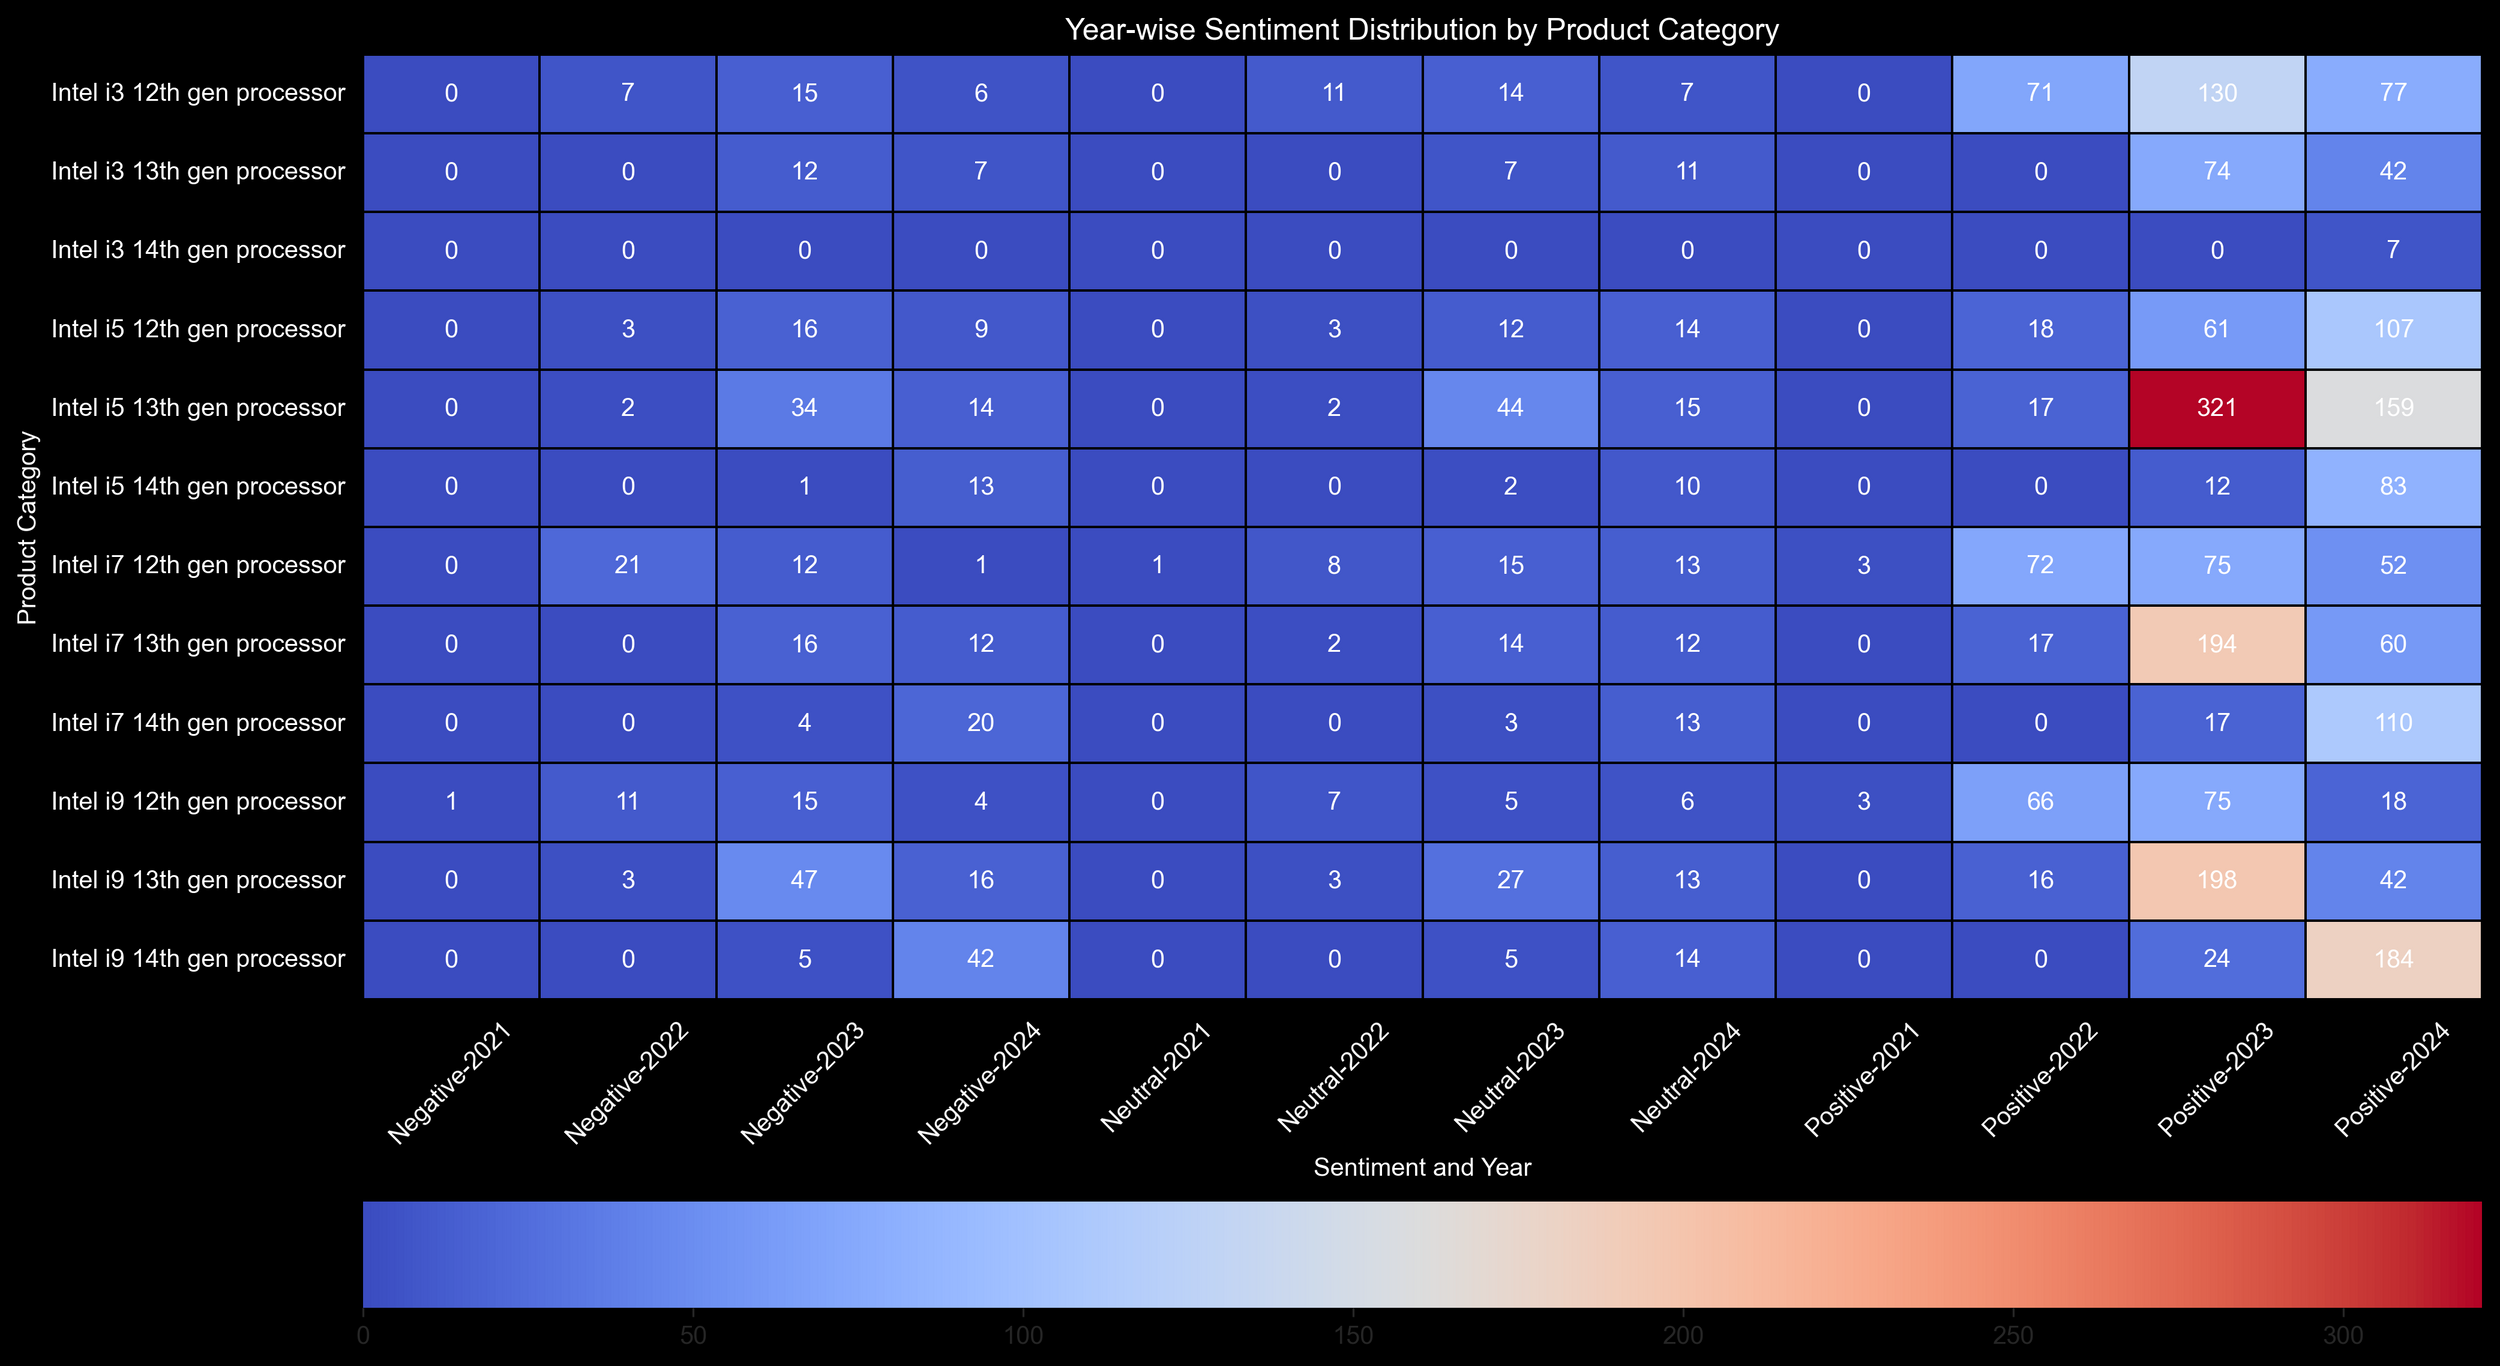 Year-wise Sentiment Distribution by Product Category
Product Category
Intel i3 12th gen processor 0 7 15 6 0 11 14 7 0 71 130 77
Intel i3 13th gen processor 0 0 12 7 0 0 7 11 0 0 74 42
Intel i3 14th gen processor 0 0 0 0 0 0 0 0 0 0 0 7
Intel i5 12th gen processor 0 3 16 9 0 3 12 14 0 18 61 107
Intel i5 13th gen processor 0 2 34 14 0 2 44 15 0 17 321 159
Intel i5 14th gen processor 0 0 1 13 0 0 2 10 0 0 12 83
Intel i7 12th gen processor 0 21 12 1 1 8 15 13 3 72 75 52
Intel i7 13th gen processor 0 0 16 12 0 2 14 12 0 17 194 60
Intel i7 14th gen processor 0 0 4 20 0 0 3 13 0 0 17 110
Intel i9 12th gen processor 1 11 15 4 0 7 5 6 3 66 75 18
Intel i9 13th gen processor 0 3 47 16 0 3 27 13 0 16 198 42
Intel i9 14th gen processor 0 0 5 42 0 0 5 14 0 0 24 184
Negative-2021 Negative-2022 Negative-2023 Negative-2024 Neutral-2021 Neutral-2022 Neutral-2023 Neutral-2024 Positive-2021 Positive-2022 Positive-2023 Positive-2024
Sentiment and Year
0 50 100 150 200 250 300